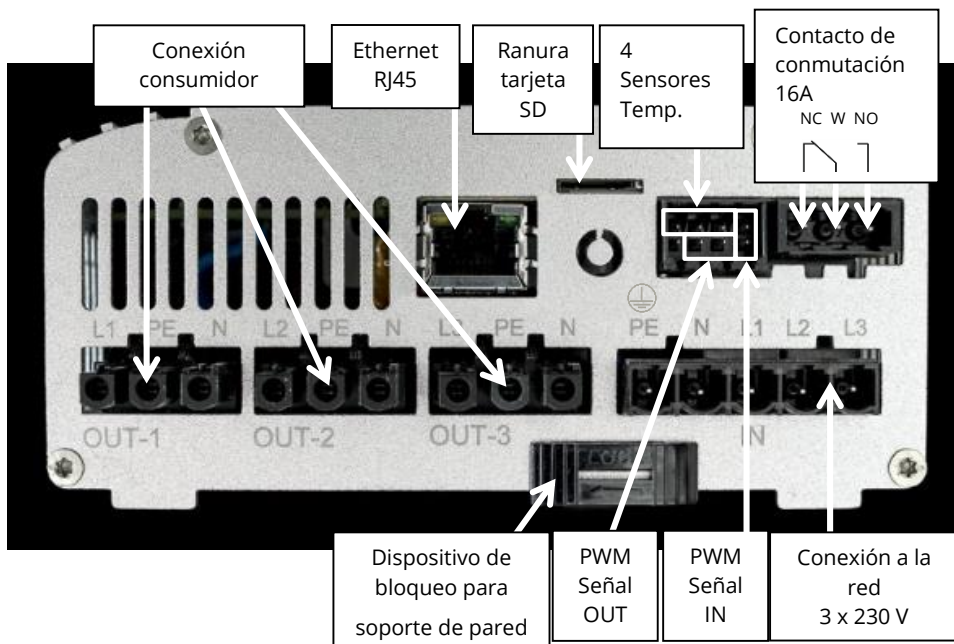 Conexión
consumidor
Ethernet
RJ45
Ranura
tarjeta
SD
4
Sensores
Temp.
Contacto de
conmutación
16A
NC W NO
L1 PE N L2 PE N L3 PE N PE N L1 L2 L3
OUT-1 OUT-2 OUT-3 IN
Dispositivo de
bloqueo para
soporte de pared
PWM
Señal
OUT
PWM
Señal
IN
Conexión a la
red
3 x 230 V